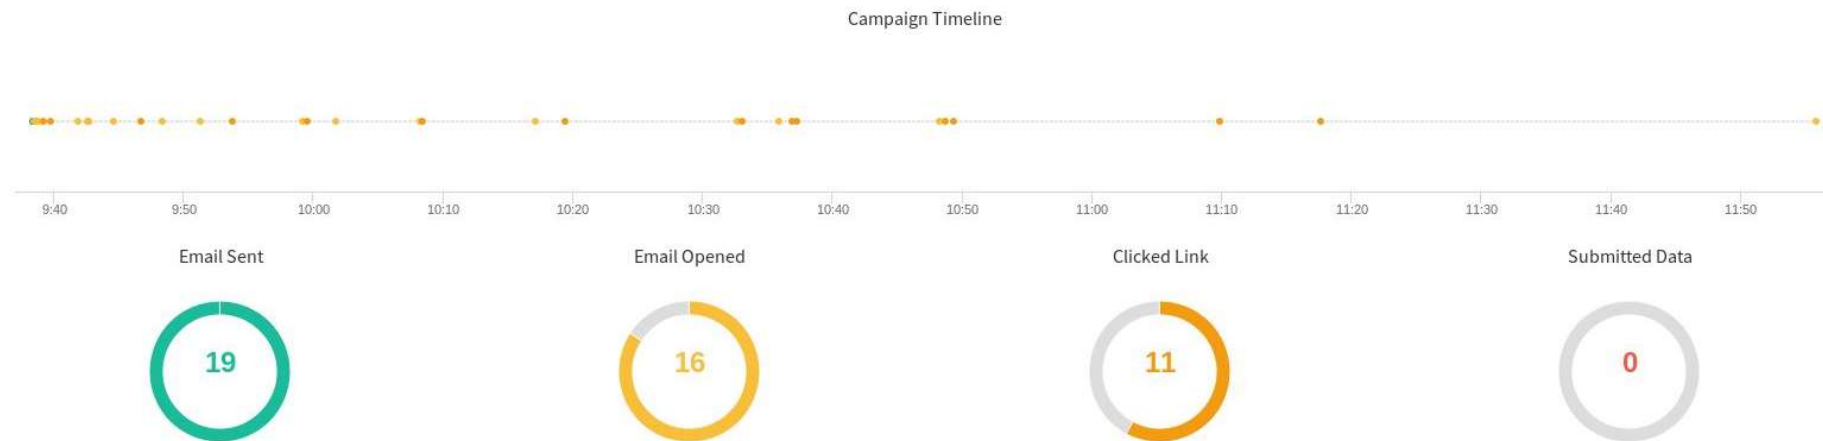 Campaign Timeline
9:40 9:50 10:00 10:10 10:20 10:30 10:40 10:50 11:00 11:10 11:20 11:30 11:40 11:50
Email Sent Email Opened Clicked Link Submitted Data
19 16 11 0